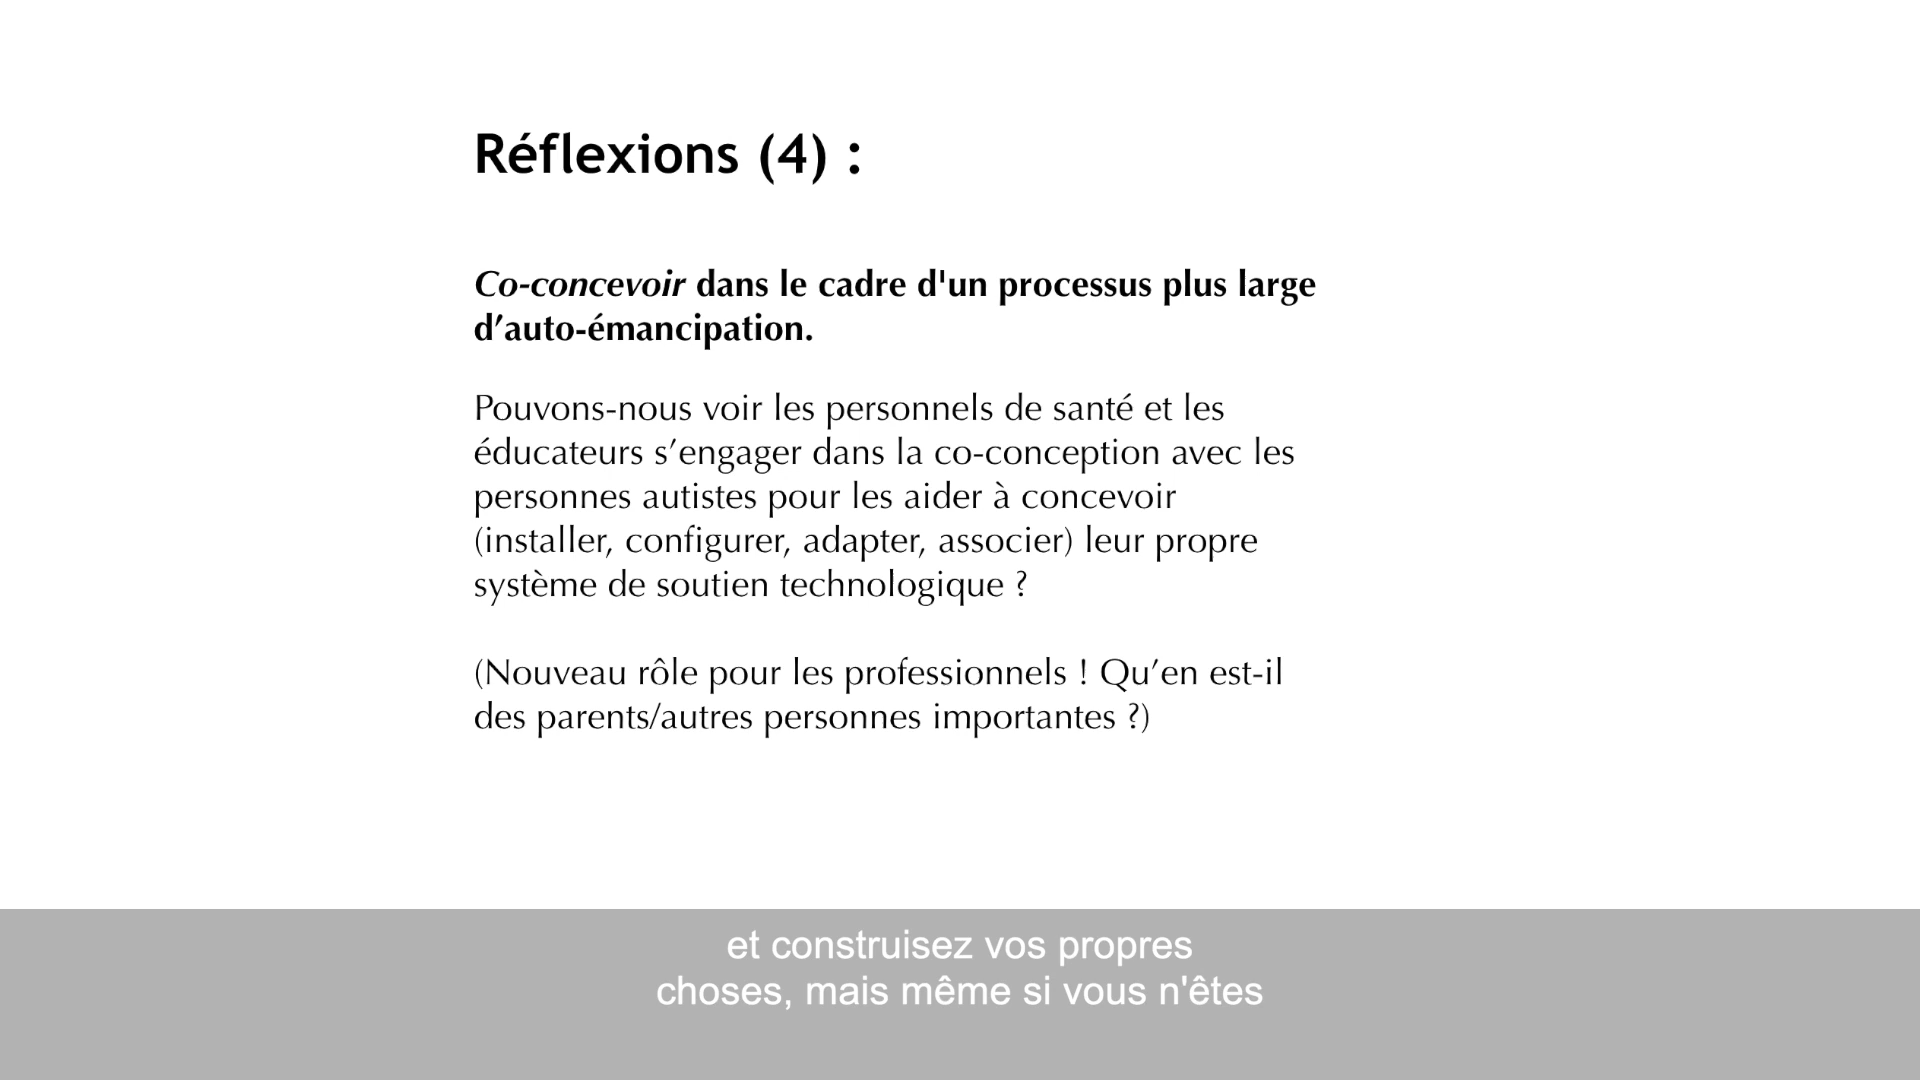 Réflexions (4) :
Co-concevoir dans le cadre d'un processus plus large
d’auto-émancipation.
Pouvons-nous voir les personnels de santé et les
éducateurs s’engager dans la co-conception avec les
personnes autistes pour les aider à concevoir
(installer, configurer, adapter, associer) leur propre
système de soutien technologique ?
(Nouveau rôle pour les professionnels ! Qu’en est-il
des parents/autres personnes importantes ?)
et construisez vos propres
choses, mais même si vous n'êtes